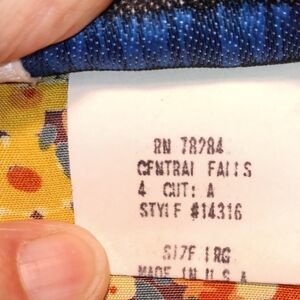 RN 78284
CENTRAL FALLS
4 CUT: A
STYLE #14316
SIZE LRG
MADE IN U.S.A